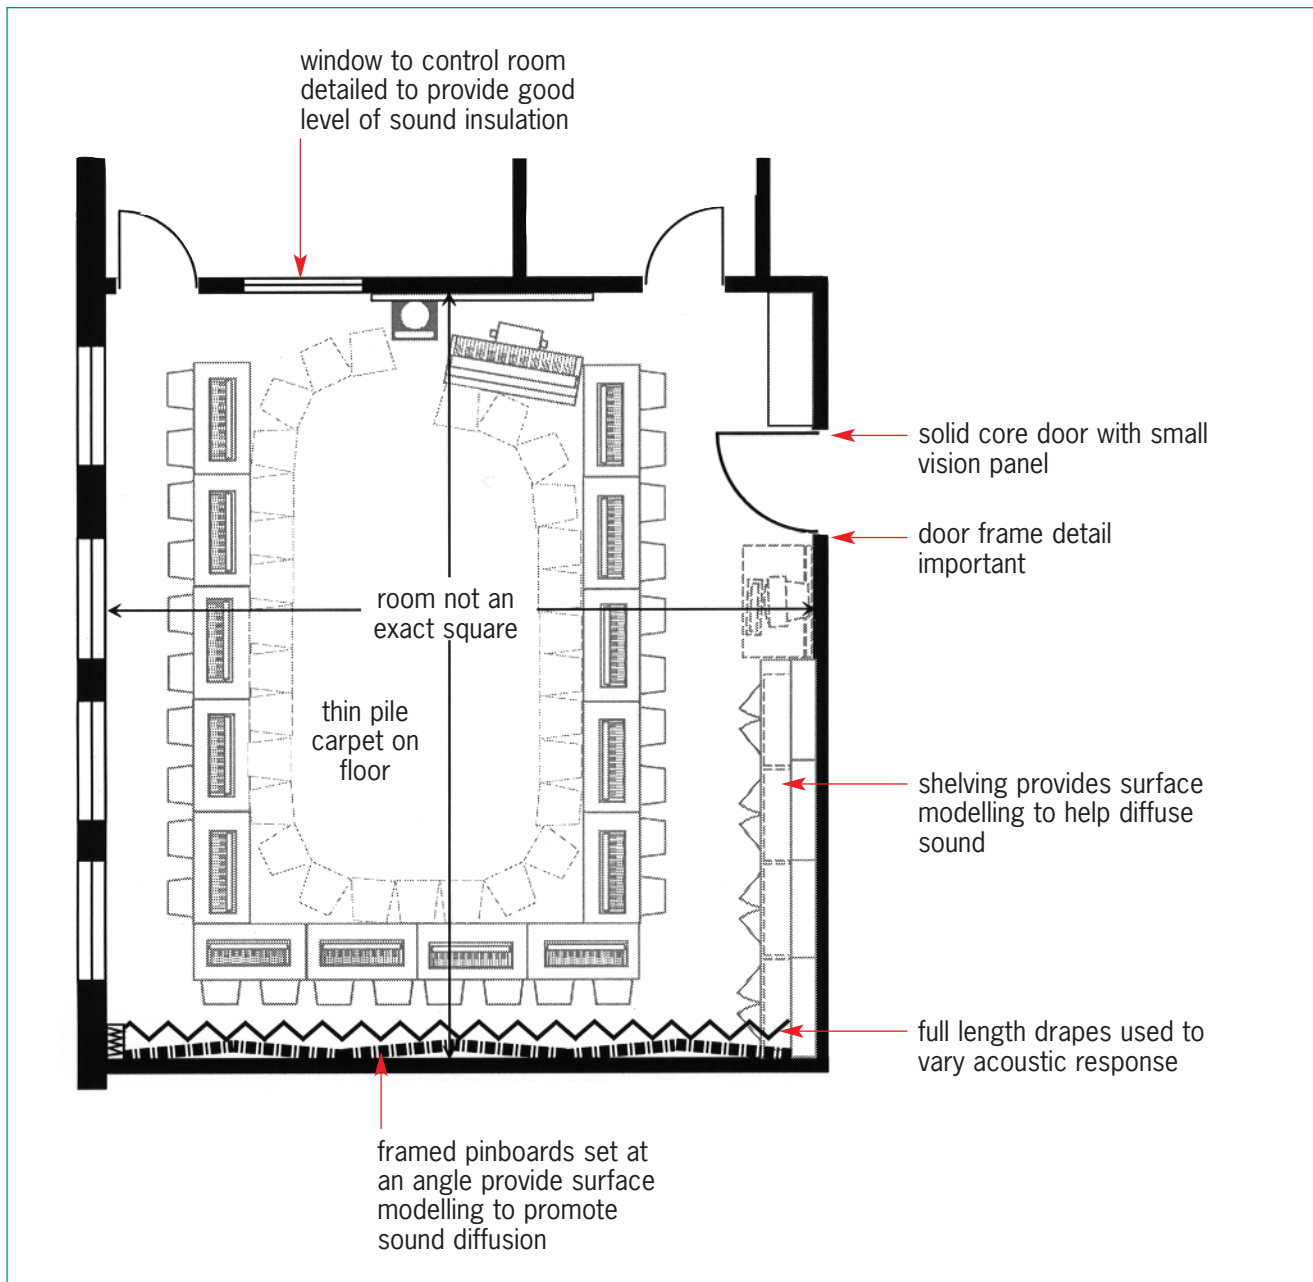 window to control room
detailed to provide good
level of sound insulation
solid core door with small
vision panel
door frame detail
important
room not an
exact square
thin pile
carpet on
floor
shelving provides surface
modelling to help diffuse
sound
full length drapes used to
vary acoustic response
framed pinboards set at
an angle provide surface
modelling to promote
sound diffusion